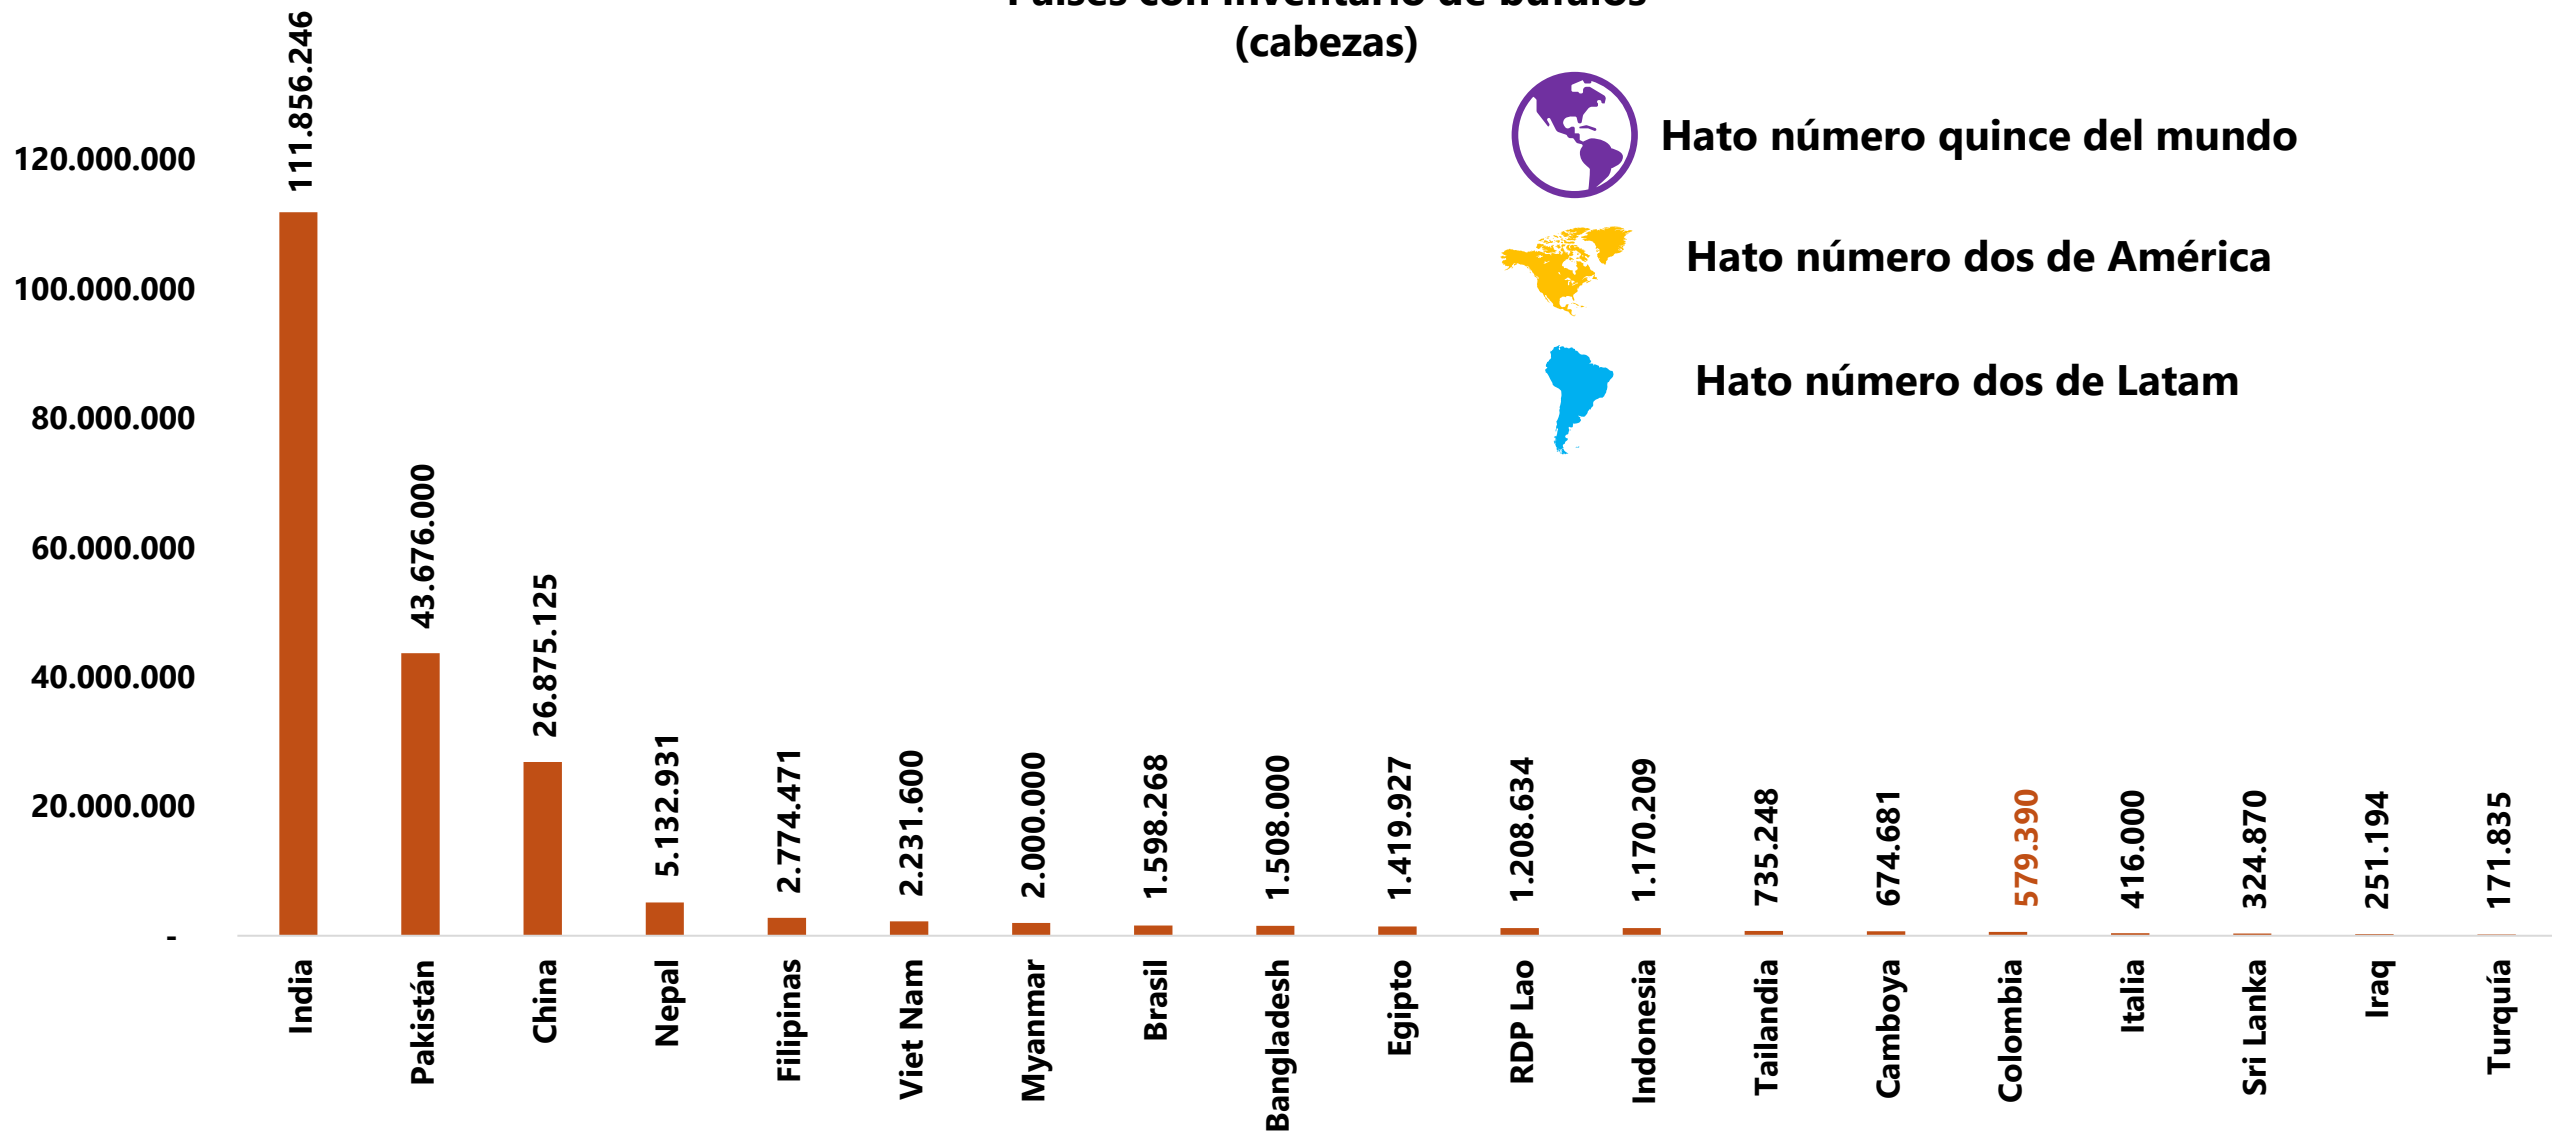 Países con inventario de búfalos
(cabezas)
Hato número quince del mundo
Hato número dos de América
Hato número dos de Latam
120.000.000
100.000.000
80.000.000
60.000.000
40.000.000
20.000.000
-
111.856.246
43.676.000
26.875.125
5.132.931
2.774.471
2.231.600
2.000.000
1.598.268
1.508.000
1.419.927
1.208.634
1.170.209
735.248
674.681
579.390
416.000
324.870
251.194
171.835
India
Pakistán
China
Nepal
Filipinas
Viet Nam
Myanmar
Brasil
Bangladesh
Egipto
RDP Lao
Indonesia
Tailandia
Camboya
Colombia
Italia
Sri Lanka
Iraq
Turquía